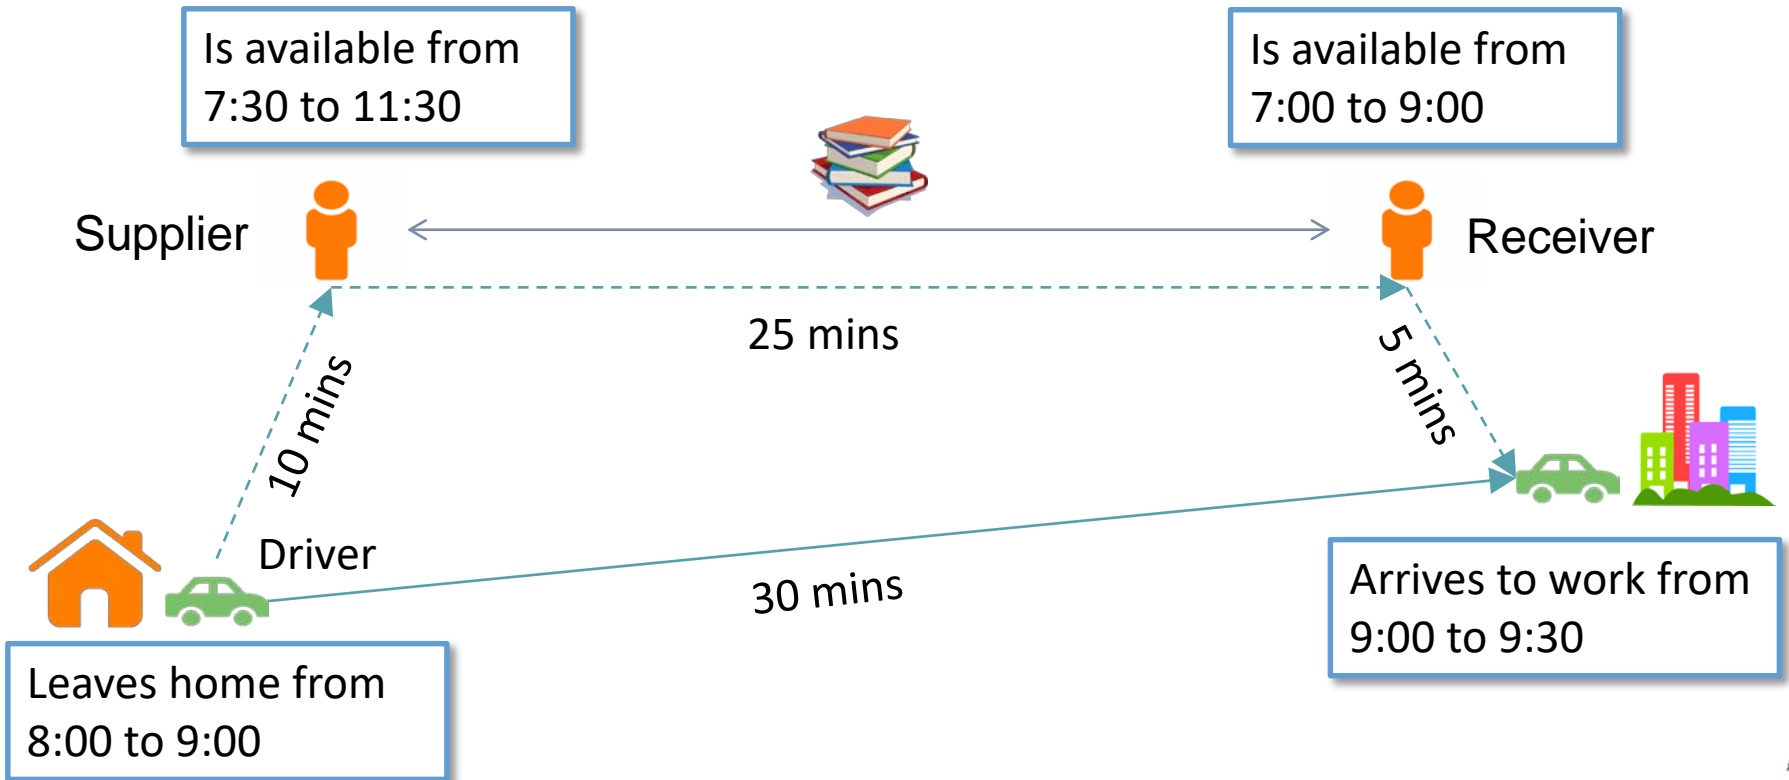 Is available from
7:30 to 11:30
Is available from
7:00 to 9:00
Supplier
Receiver
25 mins
10 mins
5 mins
Driver
30 mins
Leaves home from
8:00 to 9:00
Arrives to work from
9:00 to 9:30